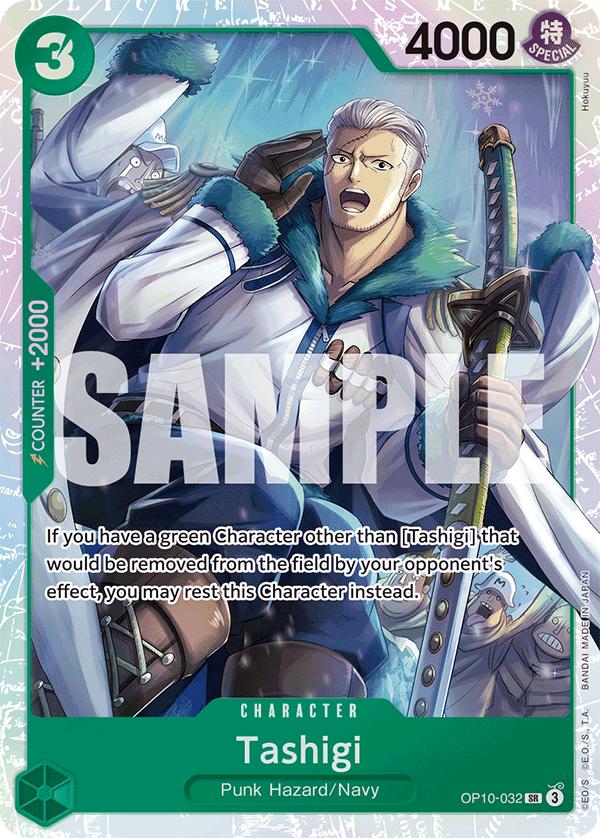 3
4000
特
SPECIAL
Hokuyuu
COUNTER +2000
SAMPLE
If you have a green Character other than [Tashigi] that
would be removed from the field by your opponent's
effect, you may rest this Character instead.
CHARACTER
Tashigi
Punk Hazard/Navy
OP10-032 SR 3
©E.O/S., ©E.O./S., T.A. BANDAI MADE IN JAPAN